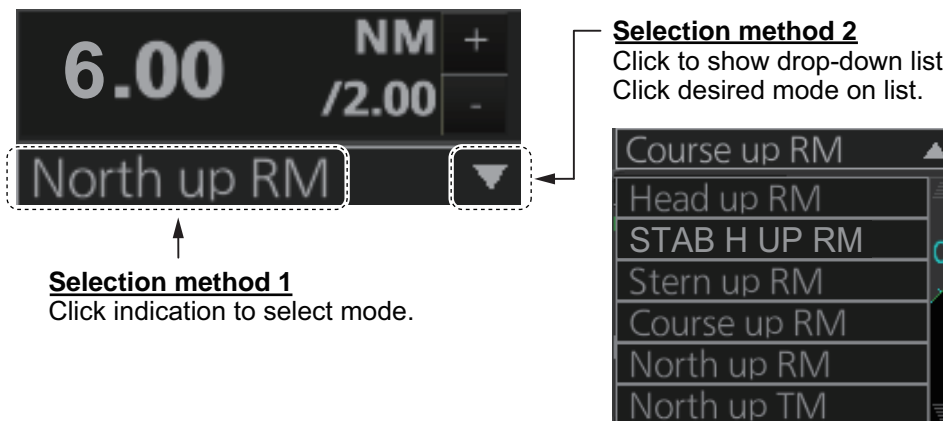 6.00
NM
/2.00
+
-
North up RM
Selection method 1
Click indication to select mode.
Selection method 2
Click to show drop-down list
Click desired mode on list.
Course up RM
Head up RM
STAB H UP RM
Stern up RM
Course up RM
North up RM
North up TM